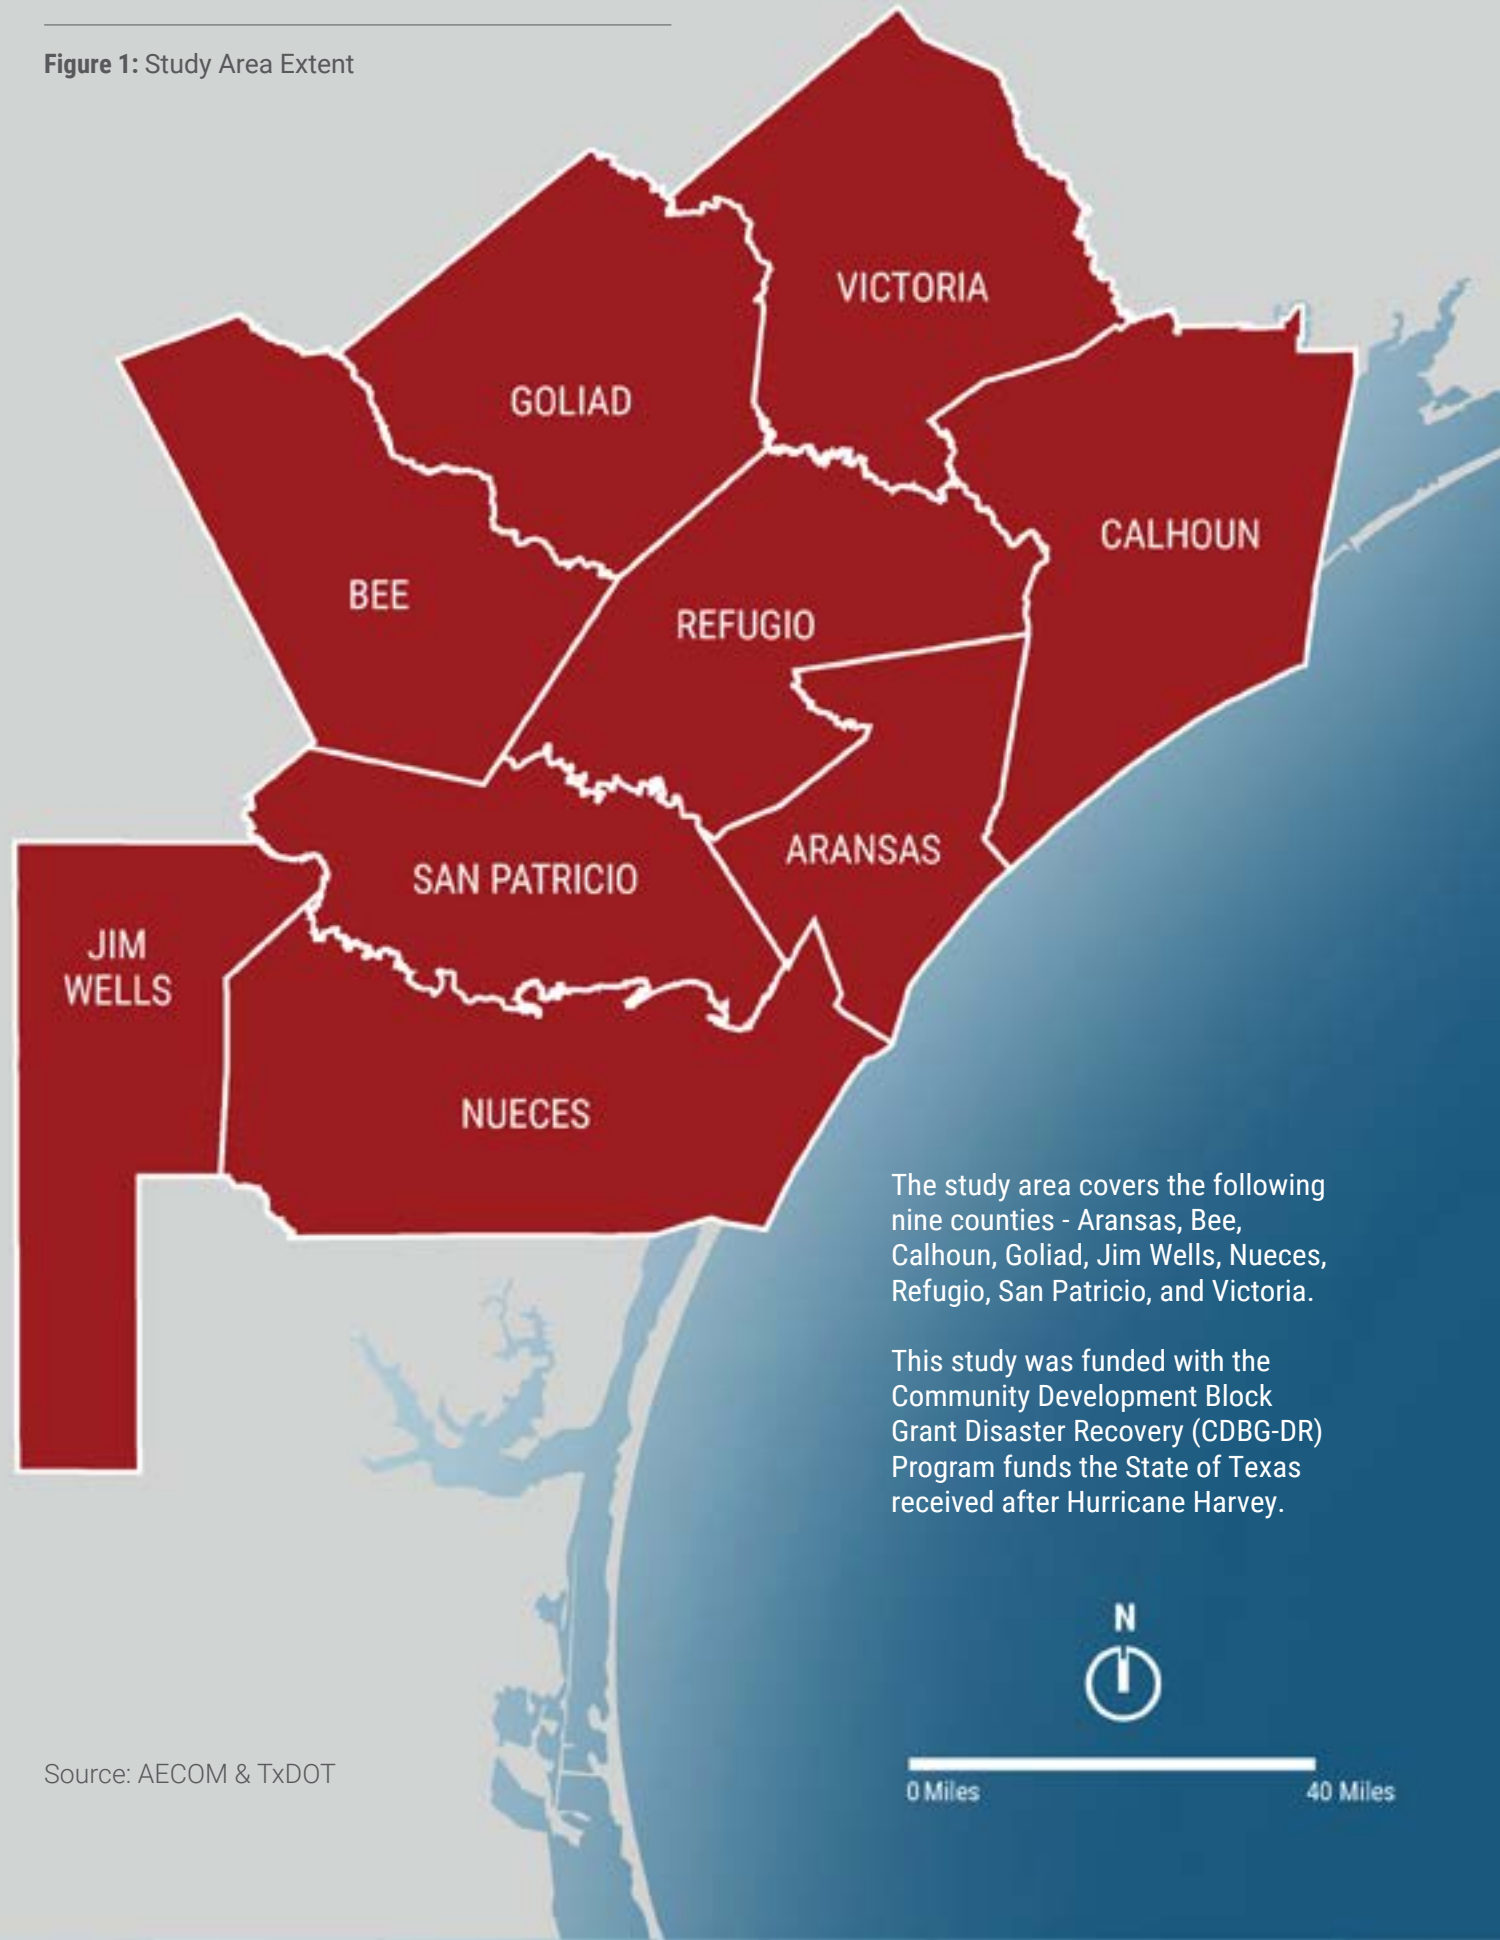 Figure 1: Study Area Extent
VICTORIA
GOLIAD
CALHOUN
BEE
REFUGIO
ARANSAS
SAN PATRICIO
JIM
WELLS
NUECES
The study area covers the following
nine counties - Aransas, Bee,
Calhoun, Goliad, Jim Wells, Nueces,
Refugio, San Patricio, and Victoria.
This study was funded with the
Community Development Block
Grant Disaster Recovery (CDBG-DR)
Program funds the State of Texas
received after Hurricane Harvey.
N
0 Miles
40 Miles
Source: AECOM & TxDOT